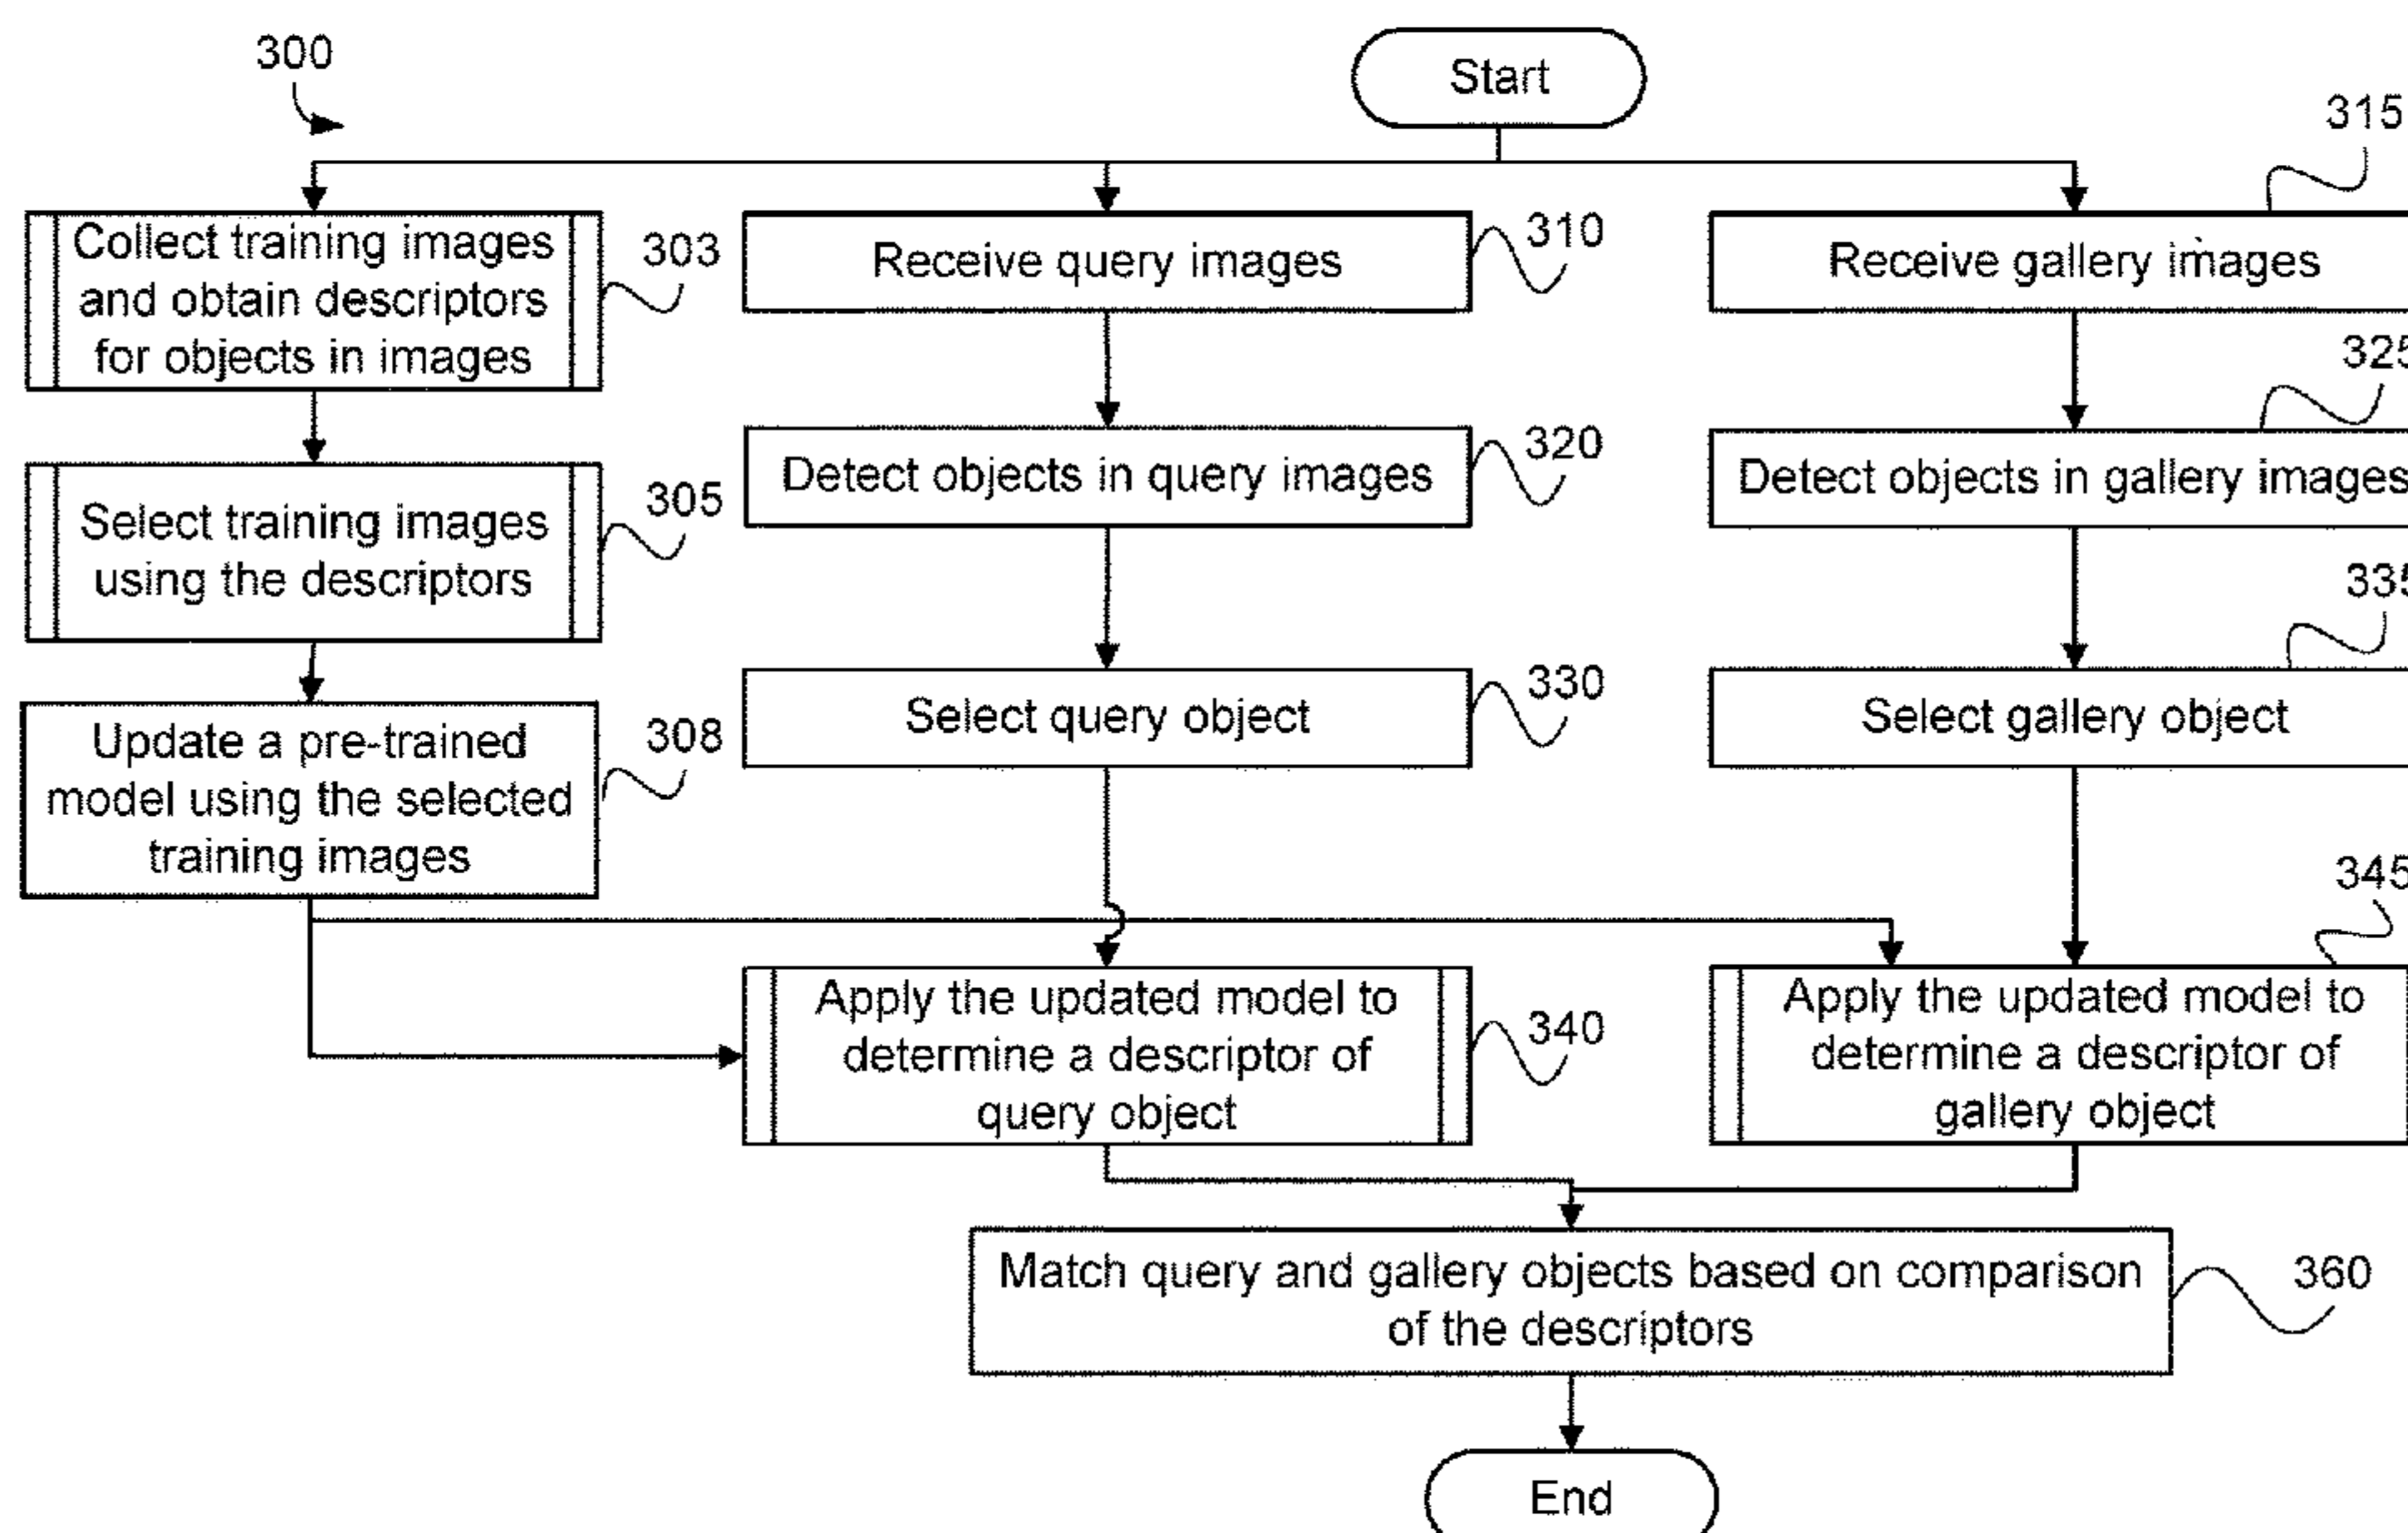 300
Start
315
Collect training images
and obtain descriptors
for objects in images
303
Receive query images
310
Receive gallery images
325
Select training images
using the descriptors
305
Detect objects in query images
320
Detect objects in gallery images
335
Update a pre-trained
model using the selected
training images
308
Select query object
330
Select gallery object
345
Apply the updated model to
determine a descriptor of
query object
340
Apply the updated model to
determine a descriptor of
gallery object
Match query and gallery objects based on comparison
of the descriptors
360
End